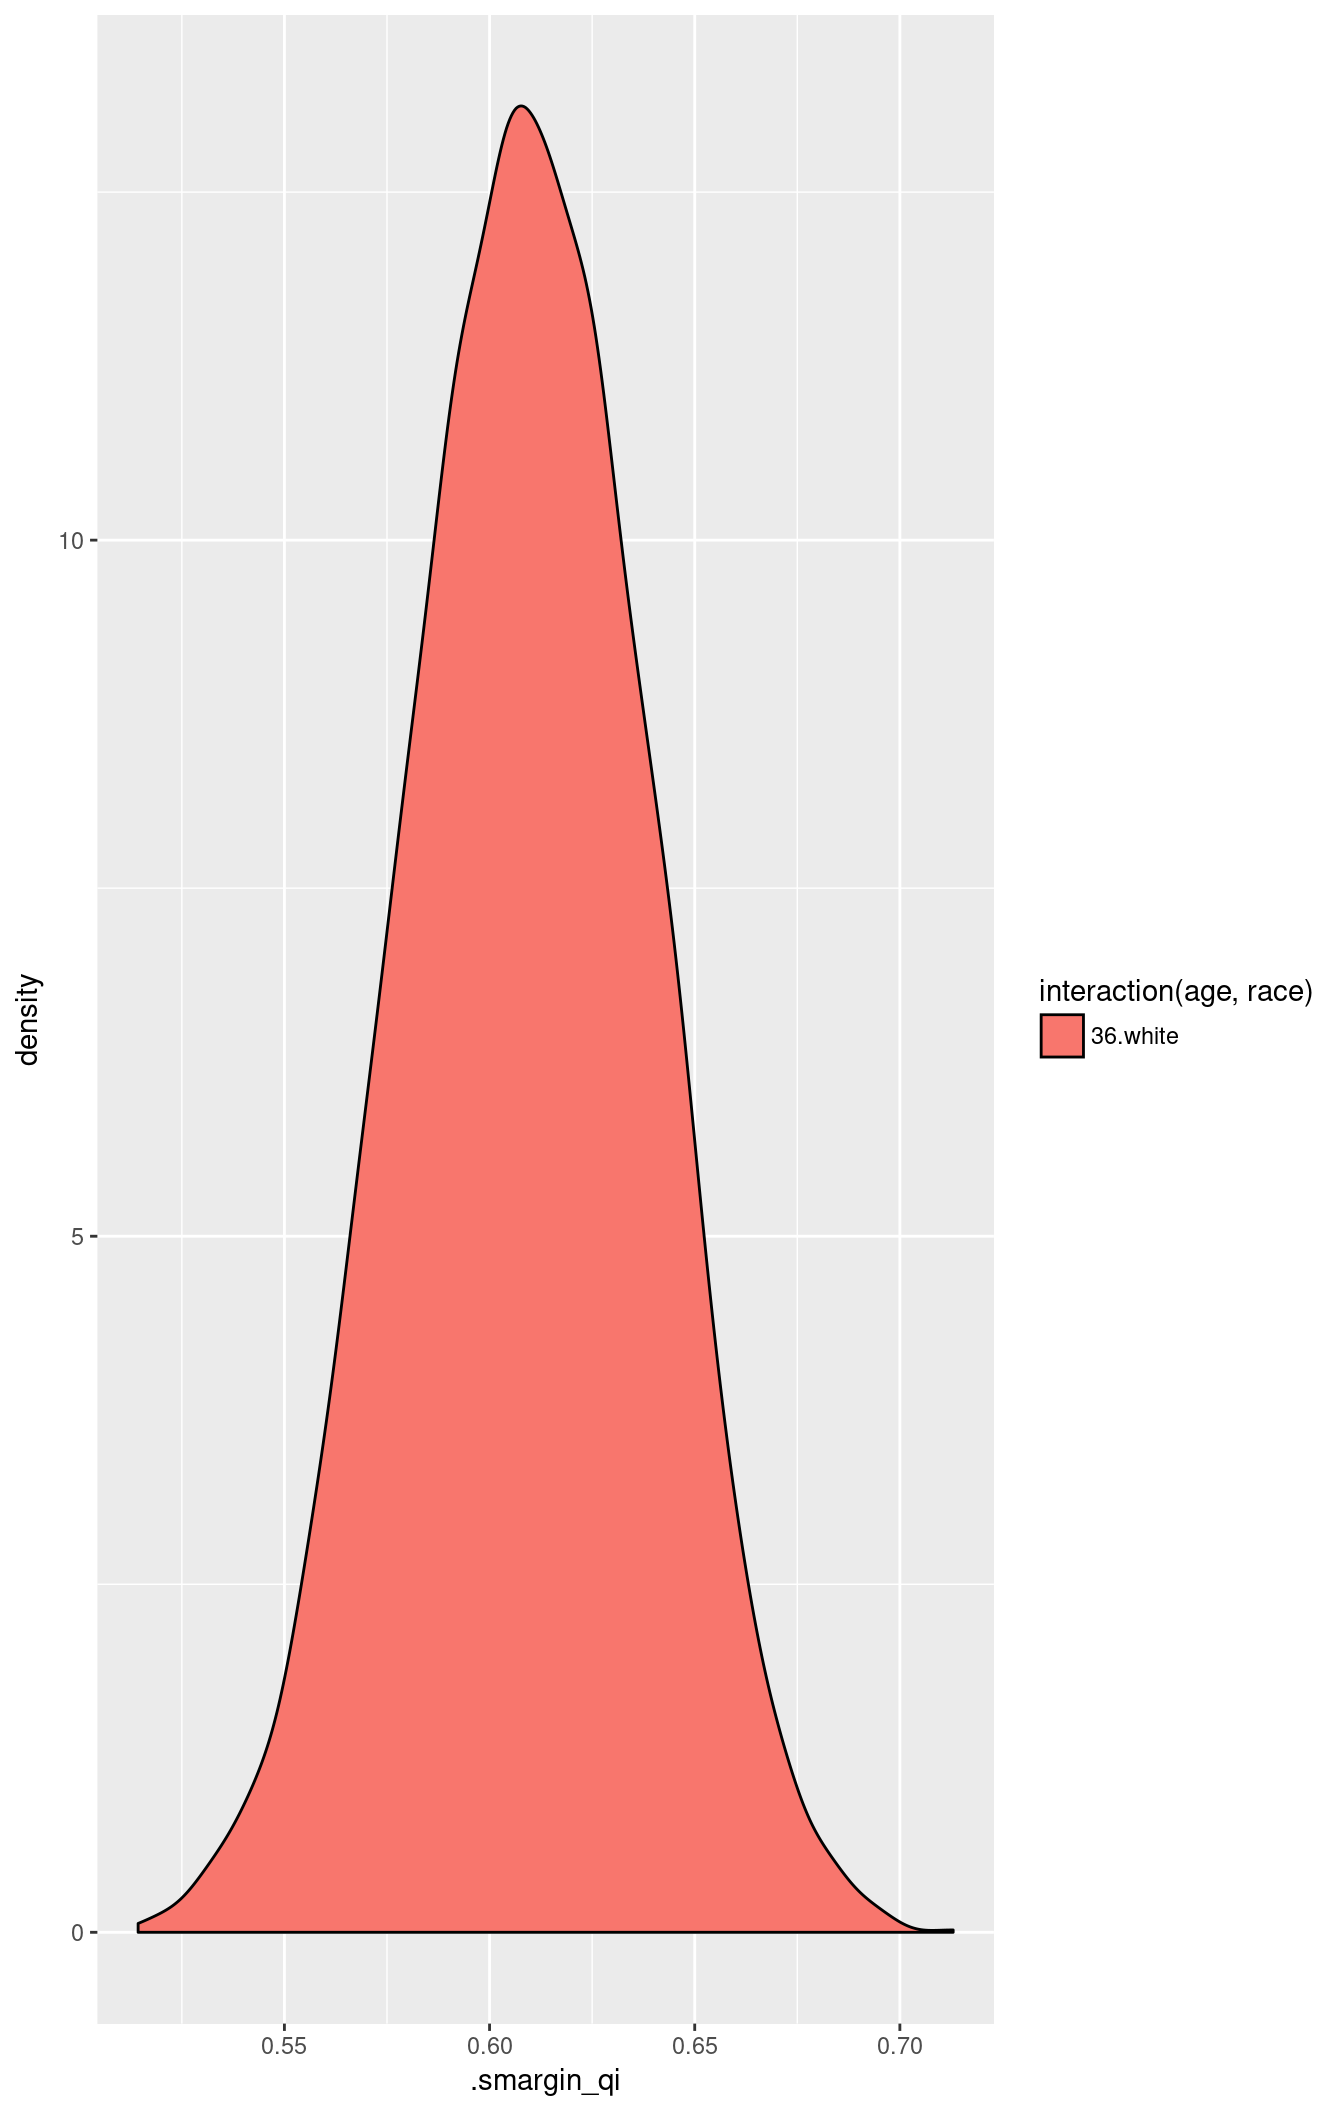 density
10
5
0
0.55 0.60 0.65 0.70
.smargin_qi
interaction(age, race)
36.white